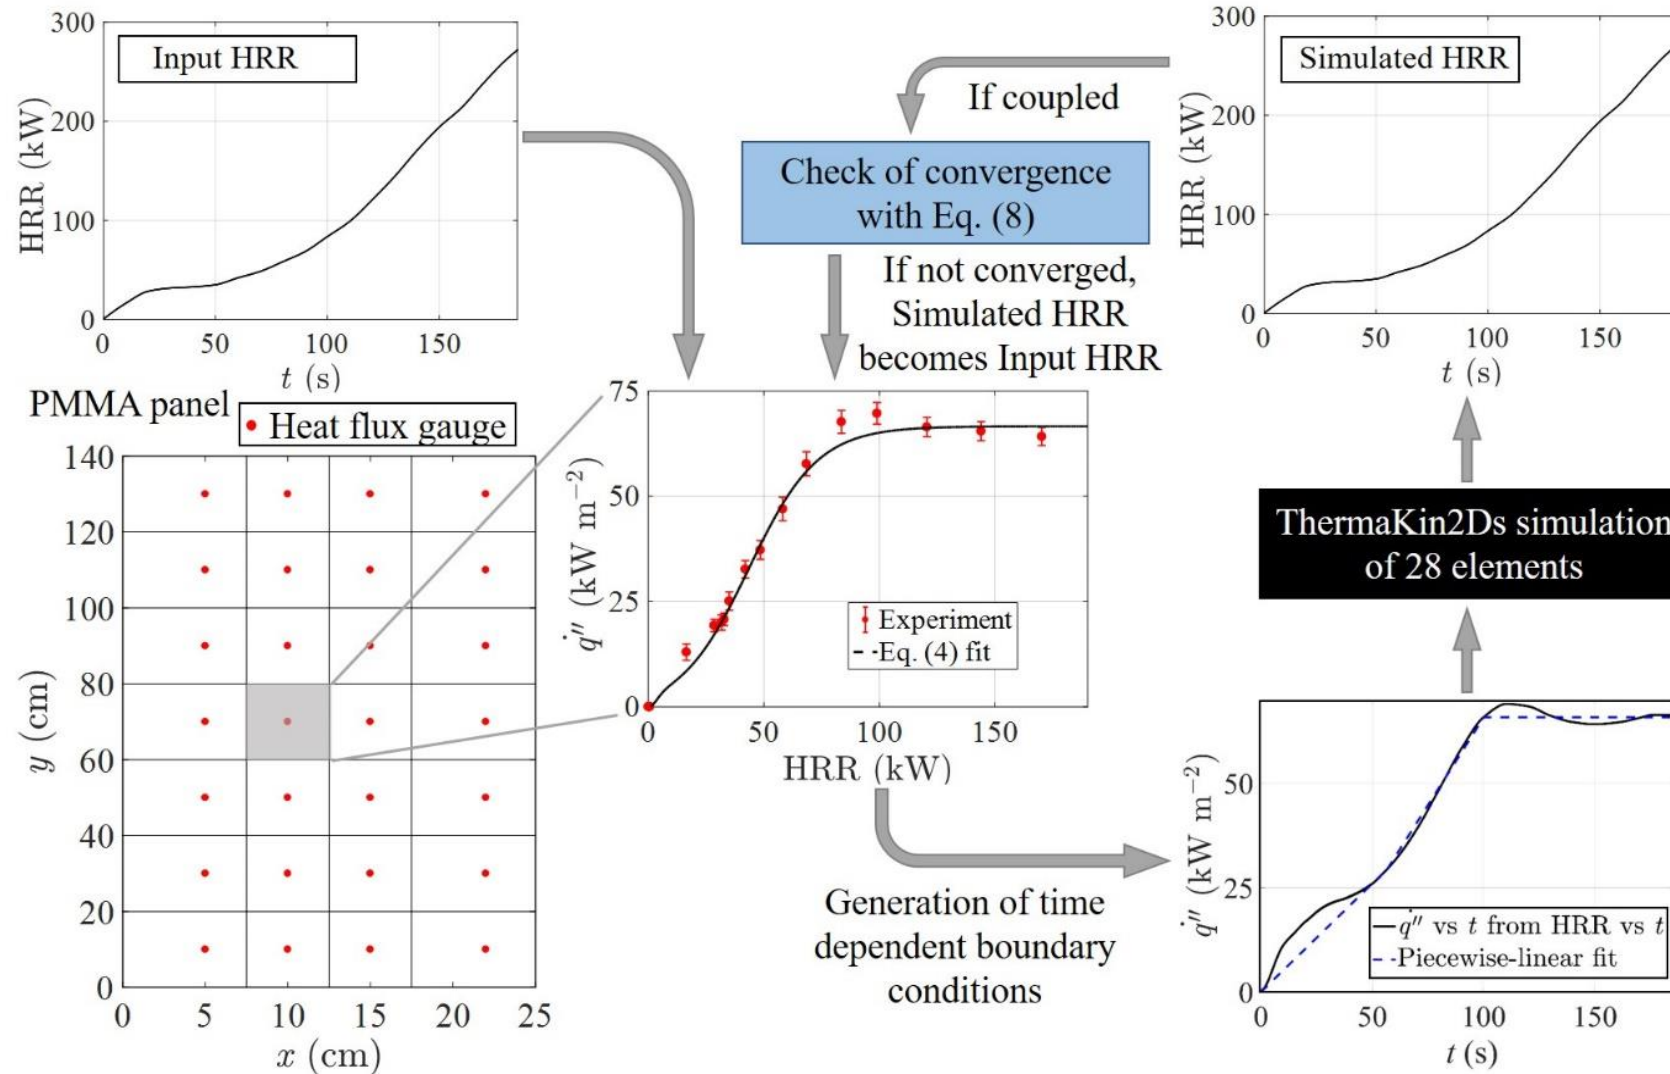 Input HRR
300
200
100
0
HRR (kW)
0 50 100 150
t (s)
If coupled
Check of convergence
with Eq. (8)
If not converged,
Simulated HRR
becomes Input HRR
Simulated HRR
300
200
100
0
HRR (kW)
0 50 100 150
t (s)
PMMA panel
Heat flux gauge
140
120
100
80
60
40
20
0
y (cm)
0 5 10 15 20 25
x (cm)
75
50
25
0
q̇″ (kW m⁻²)
Experiment
Eq. (4) fit
0 50 100 150
HRR (kW)
Generation of time
dependent boundary
conditions
ThermaKin2Ds simulation
of 28 elements
50
25
0
q̇″ (kW m⁻²)
q̇″ vs t from HRR vs t
Piecewise-linear fit
0 50 100 150
t (s)